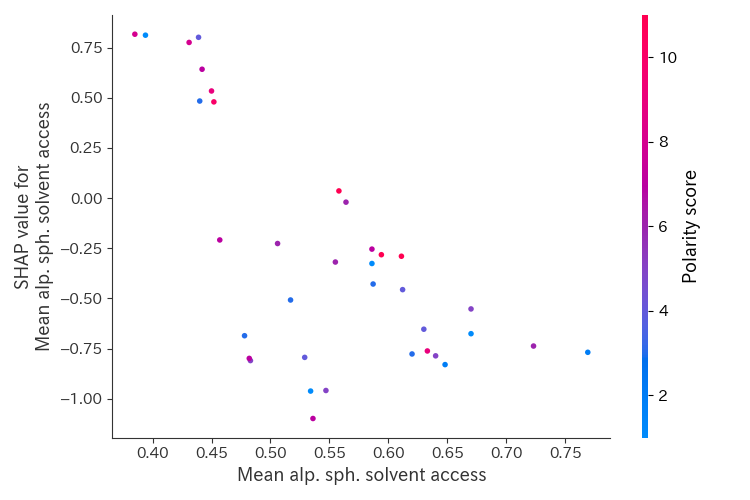 0.75
0.50
0.25
0.00
−0.25
−0.50
−0.75
−1.00
SHAP value for
Mean alp. sph. solvent access
0.40 0.45 0.50 0.55 0.60 0.65 0.70 0.75
Mean alp. sph. solvent access
10
8
6
4
2
Polarity score